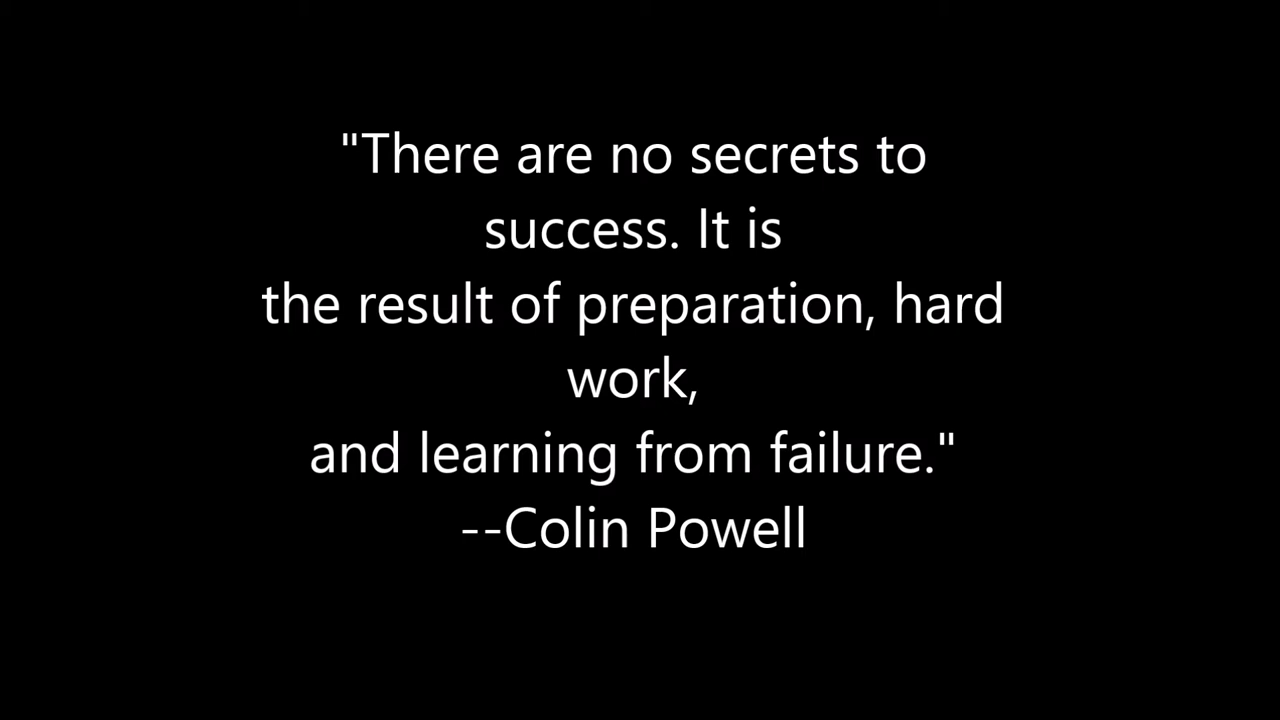 "There are no secrets to
success. It is
the result of preparation, hard
work,
and learning from failure."
--Colin Powell